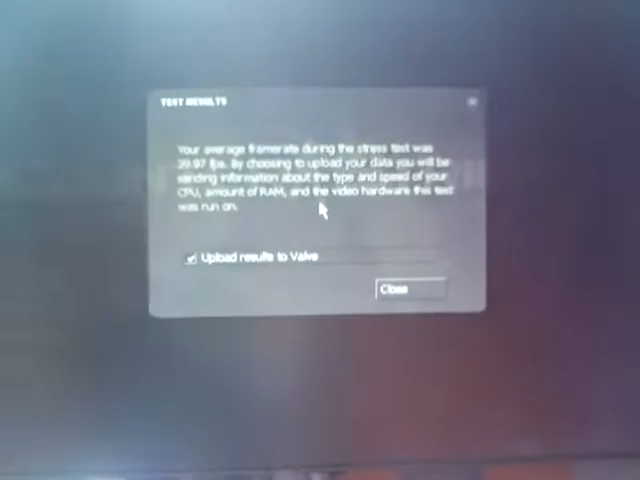 TEST RESULTS
Your average framerate during the stress test was
39.97 fps. By choosing to upload your data you will be
sending information about the type and speed of your
CPU, amount of RAM, and the video hardware this test
was run on.
Upload results to Valve
Close